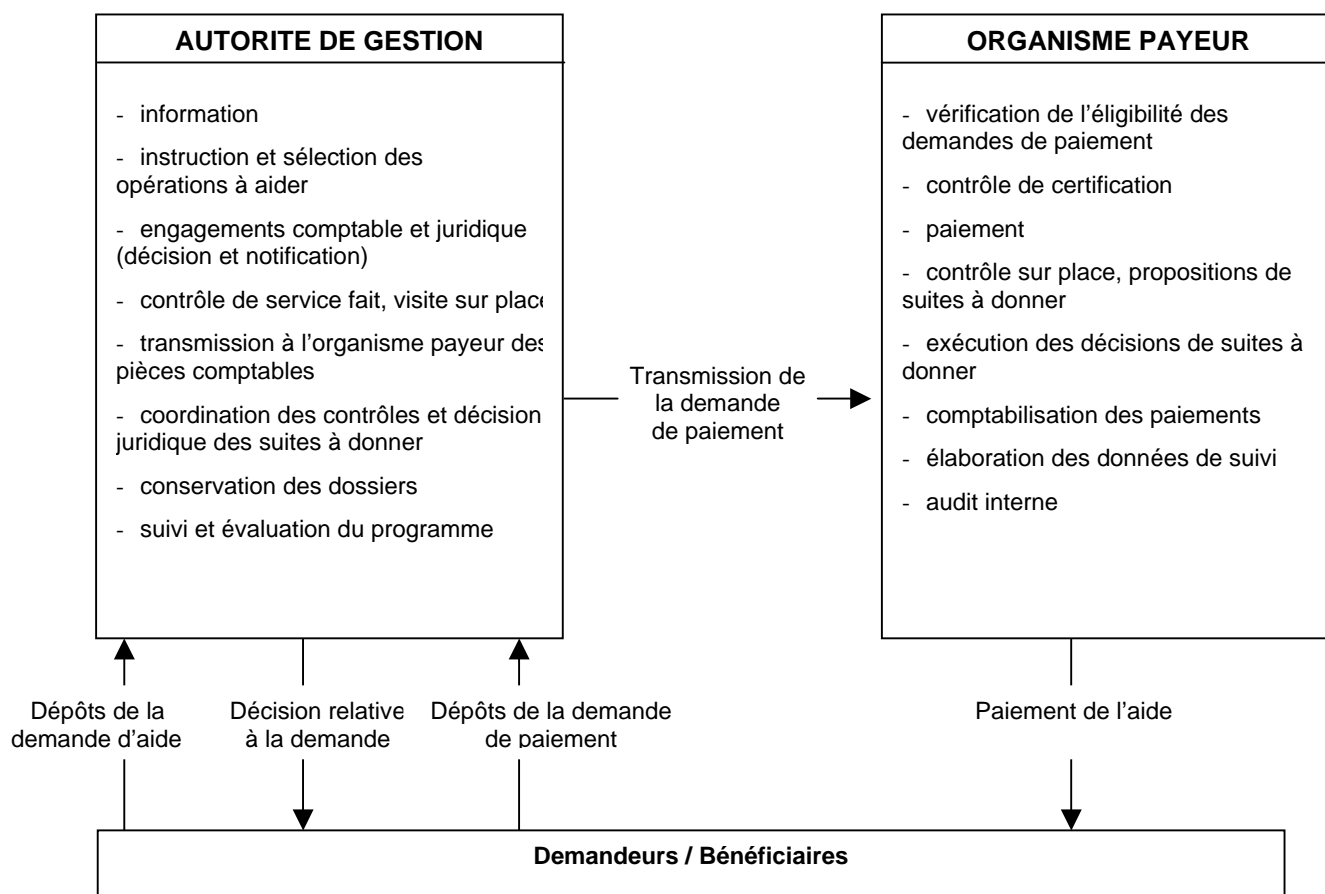 AUTORITE DE GESTION
- information
- instruction et sélection des
opérations à aider
- engagements comptable et juridique
(décision et notification)
- contrôle de service fait, visite sur place
- transmission à l'organisme payeur des
pièces comptables
- coordination des contrôles et décision
juridique des suites à donner
- conservation des dossiers
- suivi et évaluation du programme
Transmission de
la demande
de paiement
ORGANISME PAYEUR
- vérification de l'éligibilité des
demandes de paiement
- contrôle de certification
- paiement
- contrôle sur place, propositions de
suites à donner
- exécution des décisions de suites à
donner
- comptabilisation des paiements
- élaboration des données de suivi
- audit interne
Dépôts de la
demande d'aide
Décision relative
à la demande
Dépôts de la demande
de paiement
Paiement de l'aide
Demandeurs / Bénéficiaires